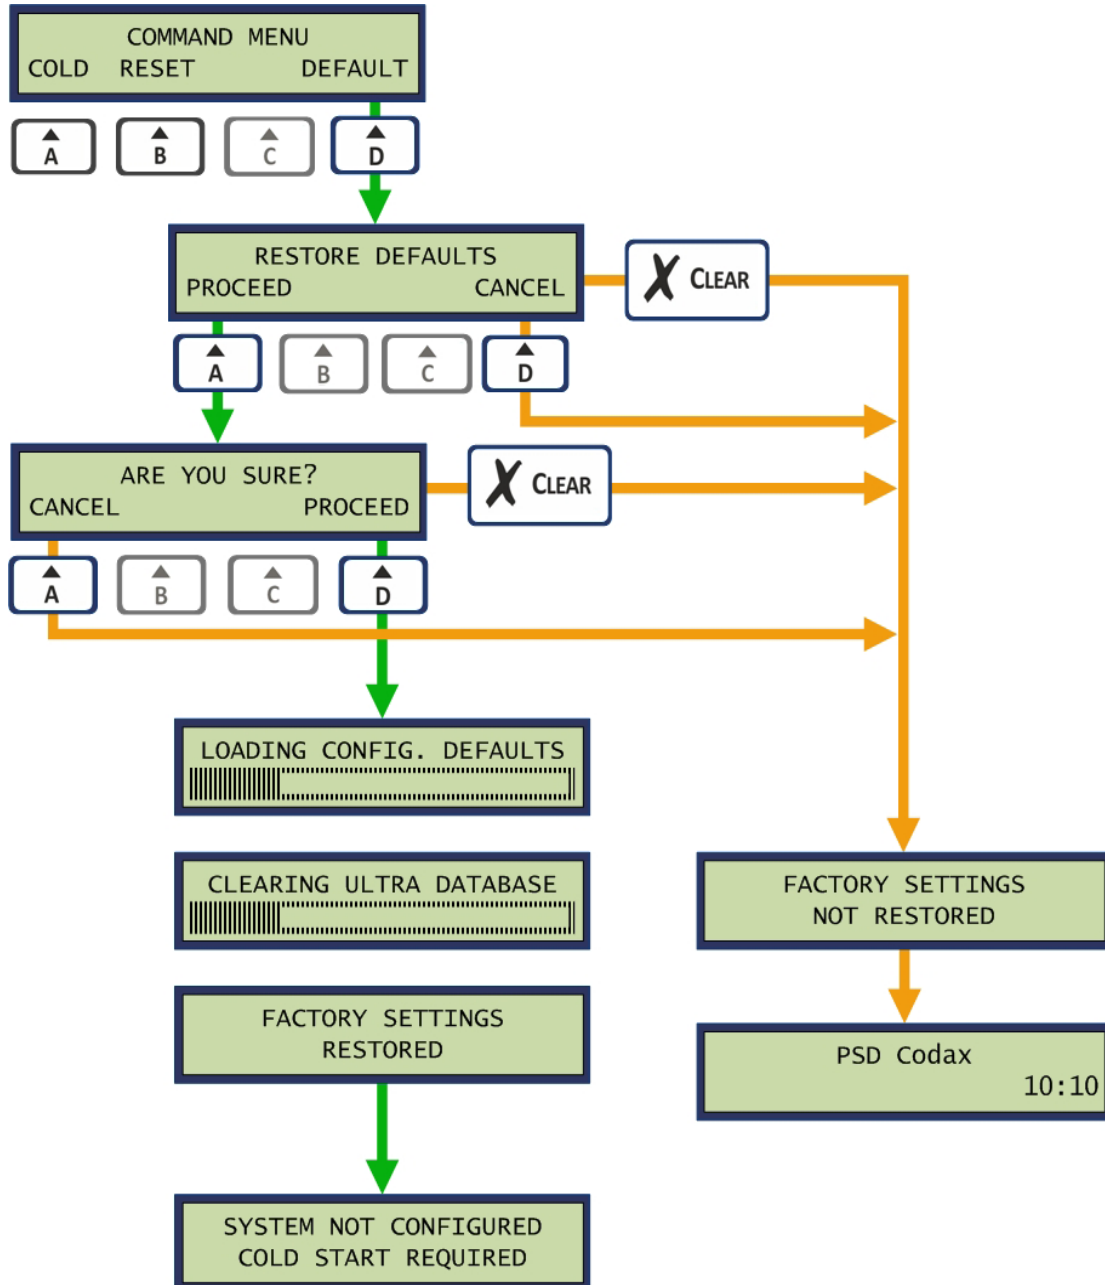 COMMAND MENU
COLD RESET DEFAULT
A B C D
RESTORE DEFAULTS
PROCEED CANCEL
✗ CLEAR
A B C D
ARE YOU SURE?
CANCEL PROCEED
✗ CLEAR
A B C D
LOADING CONFIG. DEFAULTS
CLEARING ULTRA DATABASE
FACTORY SETTINGS
NOT RESTORED
FACTORY SETTINGS
RESTORED
PSD Codax
10:10
SYSTEM NOT CONFIGURED
COLD START REQUIRED